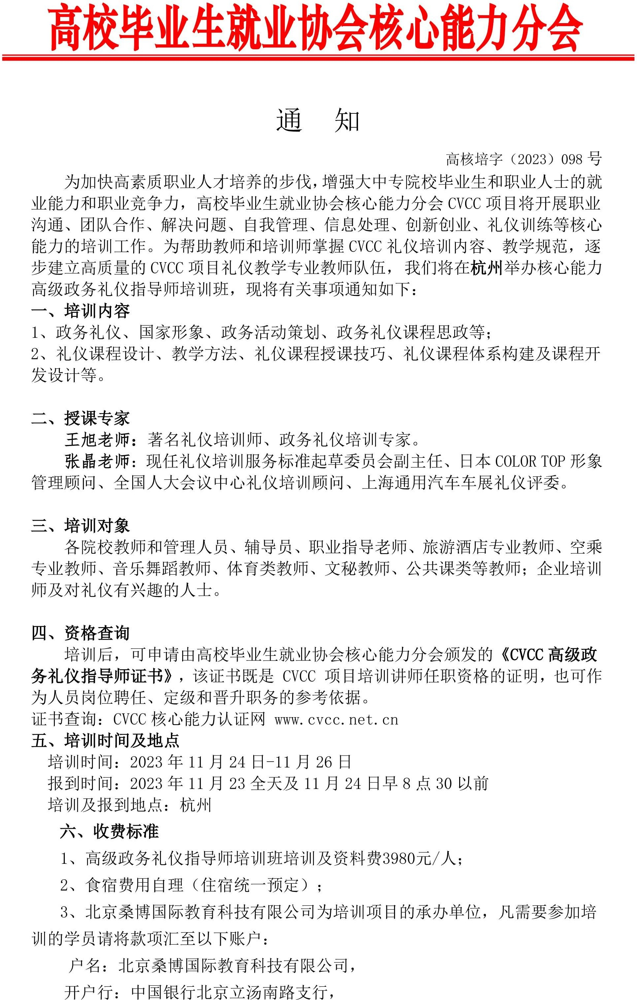 高校毕业生就业协会核心能力分会
通 知
高核培字（2023）098 号
为加快高素质职业人才培养的步伐，增强大中专院校毕业生和职业人士的就
业能力和职业竞争力，高校毕业生就业协会核心能力分会 CVCC 项目将开展职业
沟通、团队合作、解决问题、自我管理、信息处理、创新创业、礼仪训练等核心
能力的培训工作。为帮助教师和培训师掌握 CVCC 礼仪培训内容、教学规范，逐
步建立高质量的 CVCC 项目礼仪教学专业教师队伍，我们将在杭州举办核心能力
高级政务礼仪指导师培训班，现将有关事项通知如下：
一、培训内容
1、政务礼仪、国家形象、政务活动策划、政务礼仪课程思政等；
2、礼仪课程设计、教学方法、礼仪课程授课技巧、礼仪课程体系构建及课程开
发设计等。
二、授课专家
王旭老师：著名礼仪培训师、政务礼仪培训专家。
张晶老师：现任礼仪培训服务标准起草委员会副主任、日本 COLOR TOP 形象
管理顾问、全国人大会议中心礼仪培训顾问、上海通用汽车车展礼仪评委。
三、培训对象
各院校教师和管理人员、辅导员、职业指导老师、旅游酒店专业教师、空乘
专业教师、音乐舞蹈教师、体育类教师、文秘教师、公共课类等教师；企业培训
师及对礼仪有兴趣的人士。
四、资格查询
培训后，可申请由高校毕业生就业协会核心能力分会颁发的《CVCC 高级政
务礼仪指导师证书》，该证书既是 CVCC 项目培训讲师任职资格的证明，也可作
为人员岗位聘任、定级和晋升职务的参考依据。
证书查询：CVCC 核心能力认证网 www.cvcc.net.cn
五、培训时间及地点
培训时间：2023 年 11 月 24 日-11 月 26 日
报到时间：2023 年 11 月 23 全天及 11 月 24 日早 8 点 30 以前
培训及报到地点：杭州
六、收费标准
1、高级政务礼仪指导师培训班培训及资料费3980元/人；
2、食宿费用自理（住宿统一预定）；
3、北京桑博国际教育科技有限公司为培训项目的承办单位，凡需要参加培
训的学员请将款项汇至以下账户：
户名：北京桑博国际教育科技有限公司，
开户行：中国银行北京立汤南路支行，